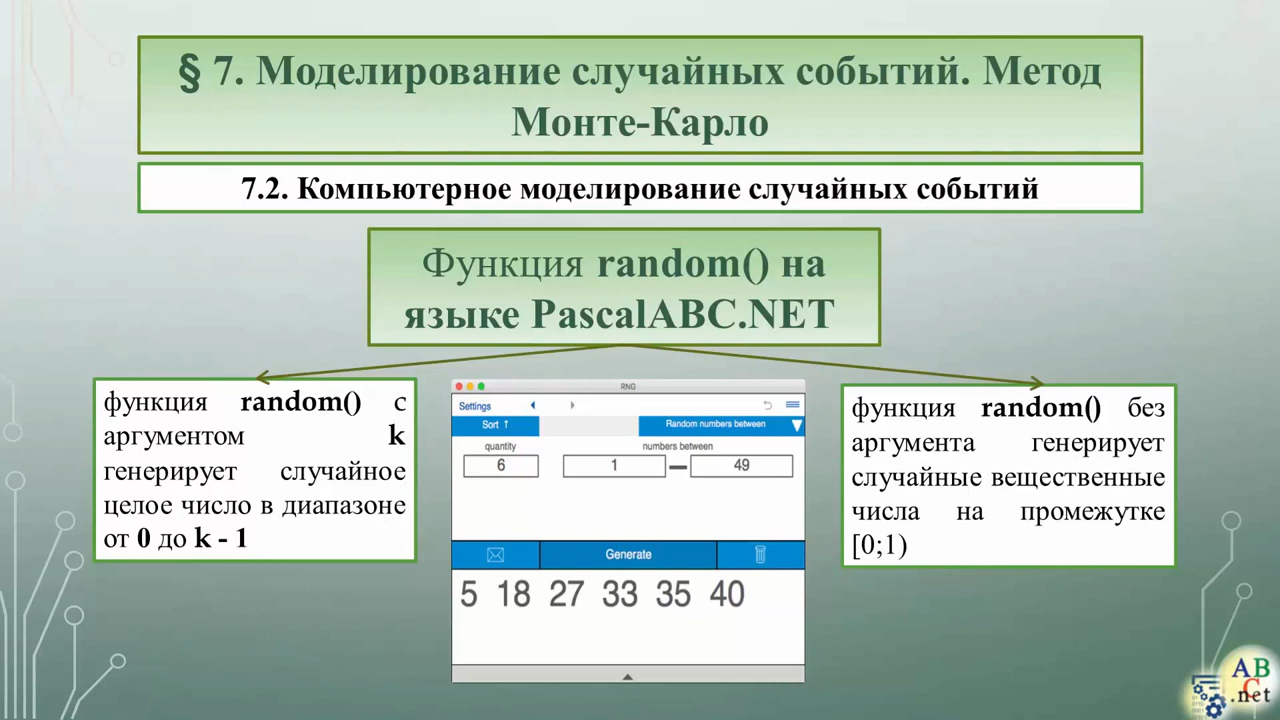 § 7. Моделирование случайных событий. Метод
Монте-Карло
7.2. Компьютерное моделирование случайных событий
Функция random() на
языке PascalABC.NET
функция random() с
аргументом k
генерирует случайное
целое число в диапазоне
от 0 до k - 1
RNG
Settings
Sort ↑
Random numbers between
quantity
numbers between
6
1
49
Generate
5 18 27 33 35 40
функция random() без
аргумента генерирует
случайные вещественные
числа на промежутке
[0;1)
AB
C
.net